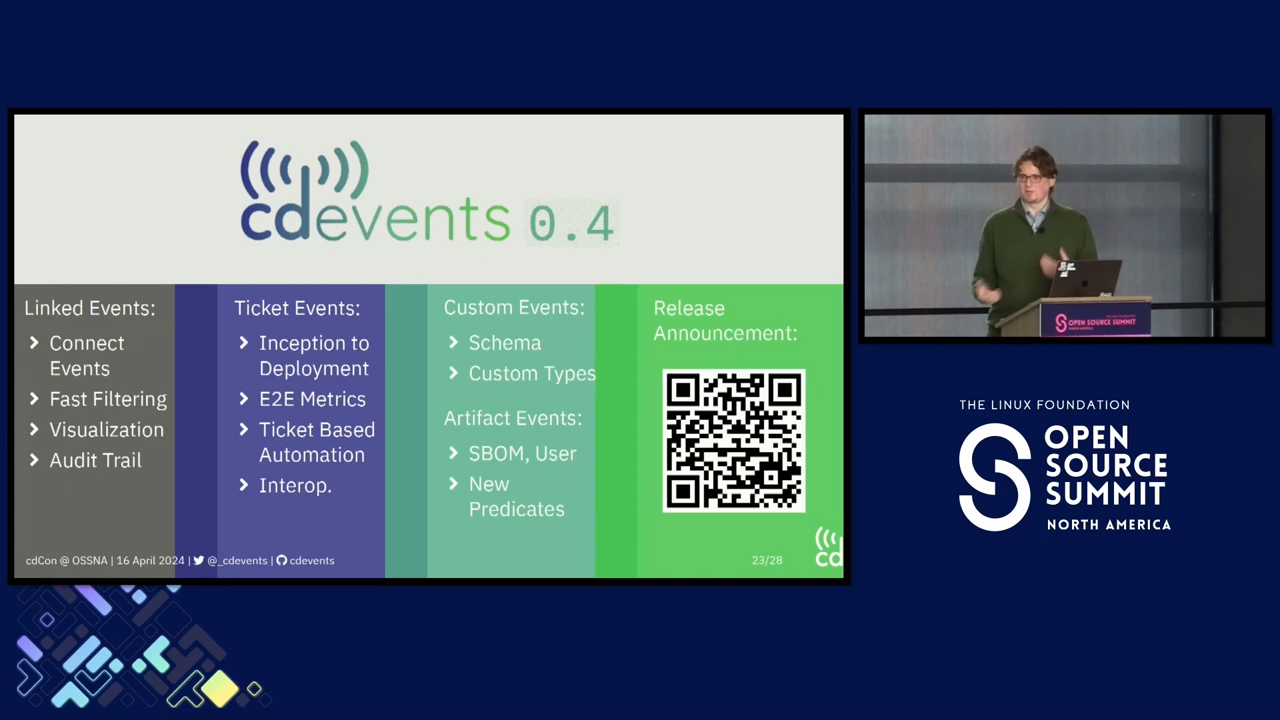 cdevents 0.4
Linked Events:
Connect
Events
Fast Filtering
Visualization
Audit Trail
Ticket Events:
Inception to
Deployment
E2E Metrics
Ticket Based
Automation
Interop.
Custom Events:
Schema
Custom Types
Artifact Events:
SBOM, User
New
Predicates
Release
Announcement:
cdCon @ OSSNA | 16 April 2024 | @_cdevents | cdevents
23/28
cd
OPEN SOURCE SUMMIT
THE LINUX FOUNDATION
OPEN
SOURCE
SUMMIT
NORTH AMERICA